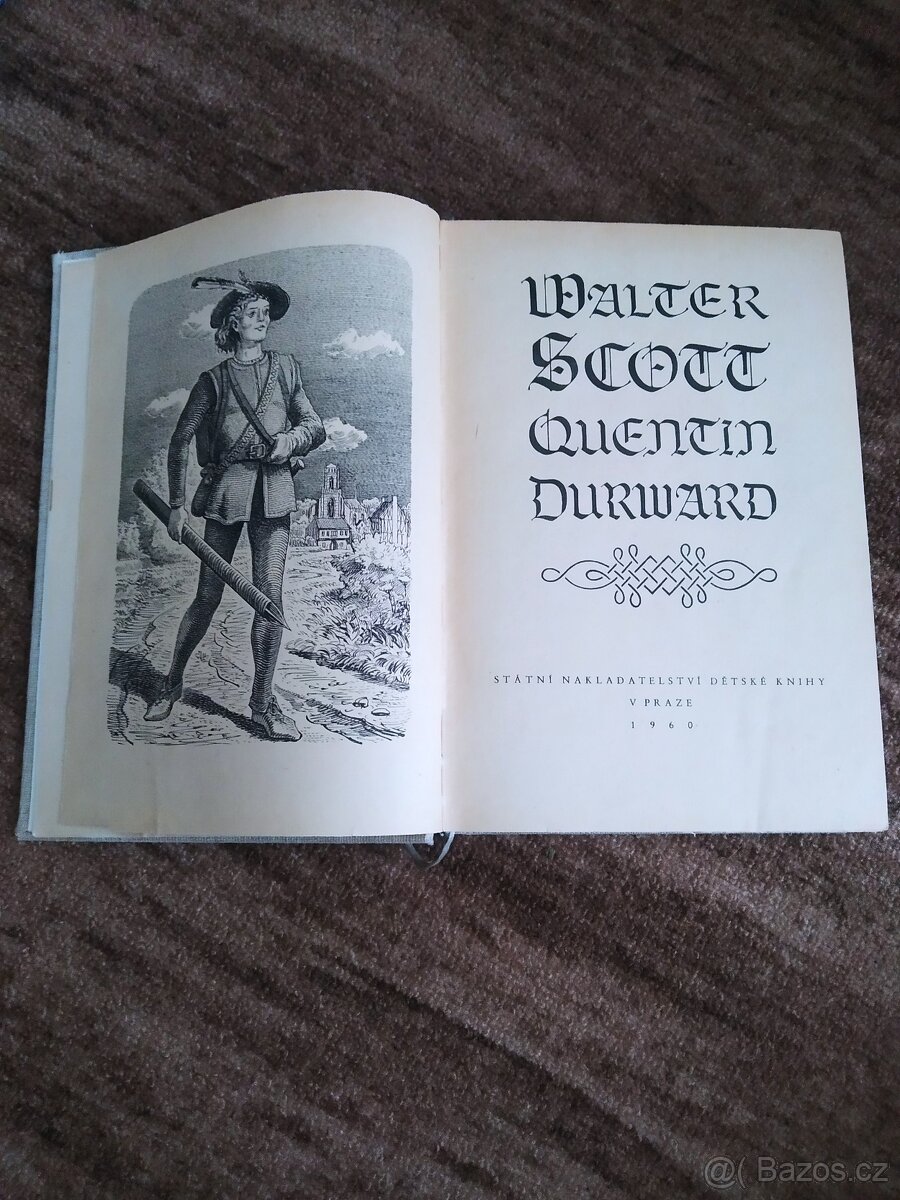 WALTER
SCOTT
QUENTIN
DURWARD
STÁTNÍ NAKLADATELSTVÍ DĚTSKÉ KNIHY
V PRAZE
1960
@( Bazos.cz